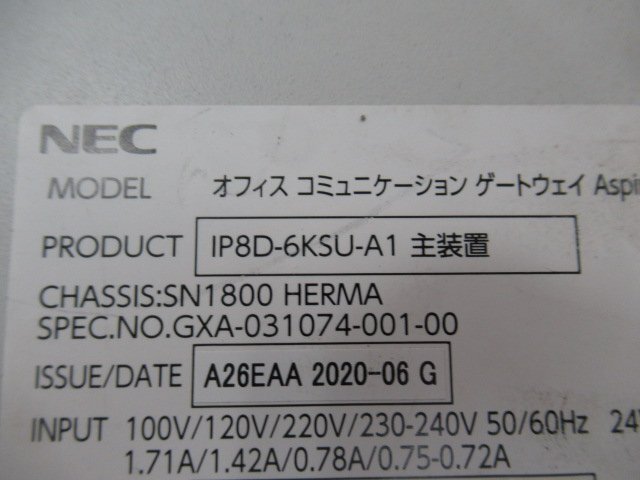 NEC
MODEL オフィス コミュニケーション ゲートウェイ Aspi
PRODUCT IP8D-6KSU-A1 主装置
CHASSIS:SN1800 HERMA
SPEC.NO.GXA-031074-001-00
ISSUE/DATE A26EAA 2020-06 G
INPUT 100V/120V/220V/230-240V 50/60Hz 24
1.71A/1.42A/0.78A/0.75-0.72A